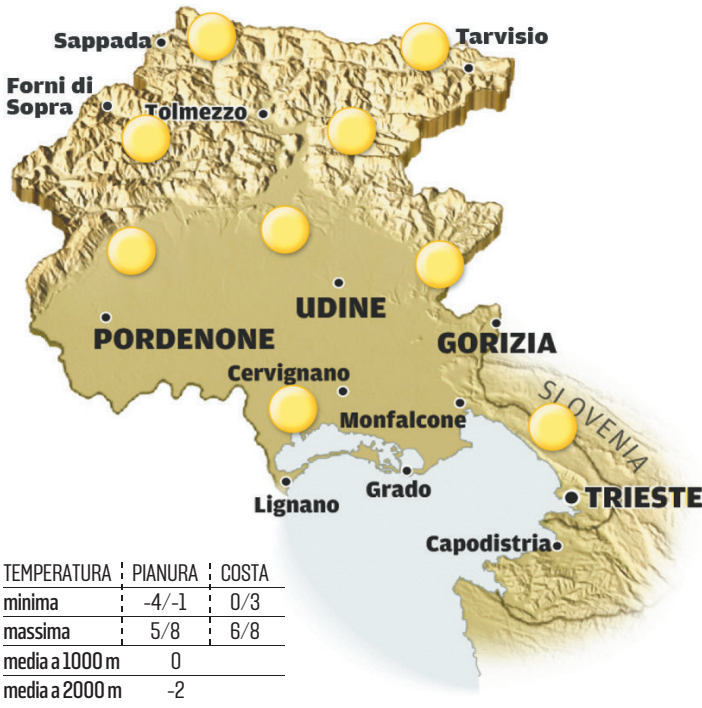 Sappada
Tarvisio
Forni di
Sopra
Tolmezzo
UDINE
PORDENONE
GORIZIA
Cervignano
SLOVENIA
Monfalcone
Grado
Lignano
TRIESTE
Capodistria
TEMPERATURA PIANURA COSTA
minima -4/-1 0/3
massima 5/8 6/8
media a 1000 m 0
media a 2000 m -2